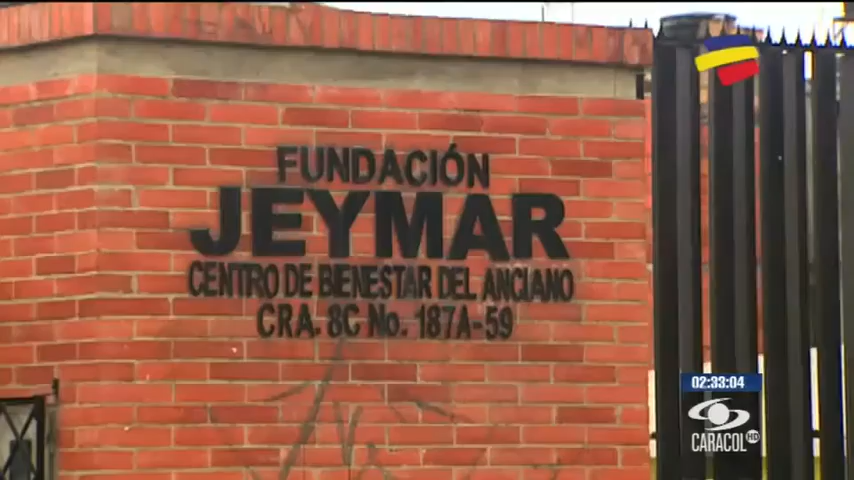 FUNDACIÓN
JEYMAR
CENTRO DE BIENESTAR DEL ANCIANO
CRA. 8C No. 187A-59
02:33:04
CARACOL HD